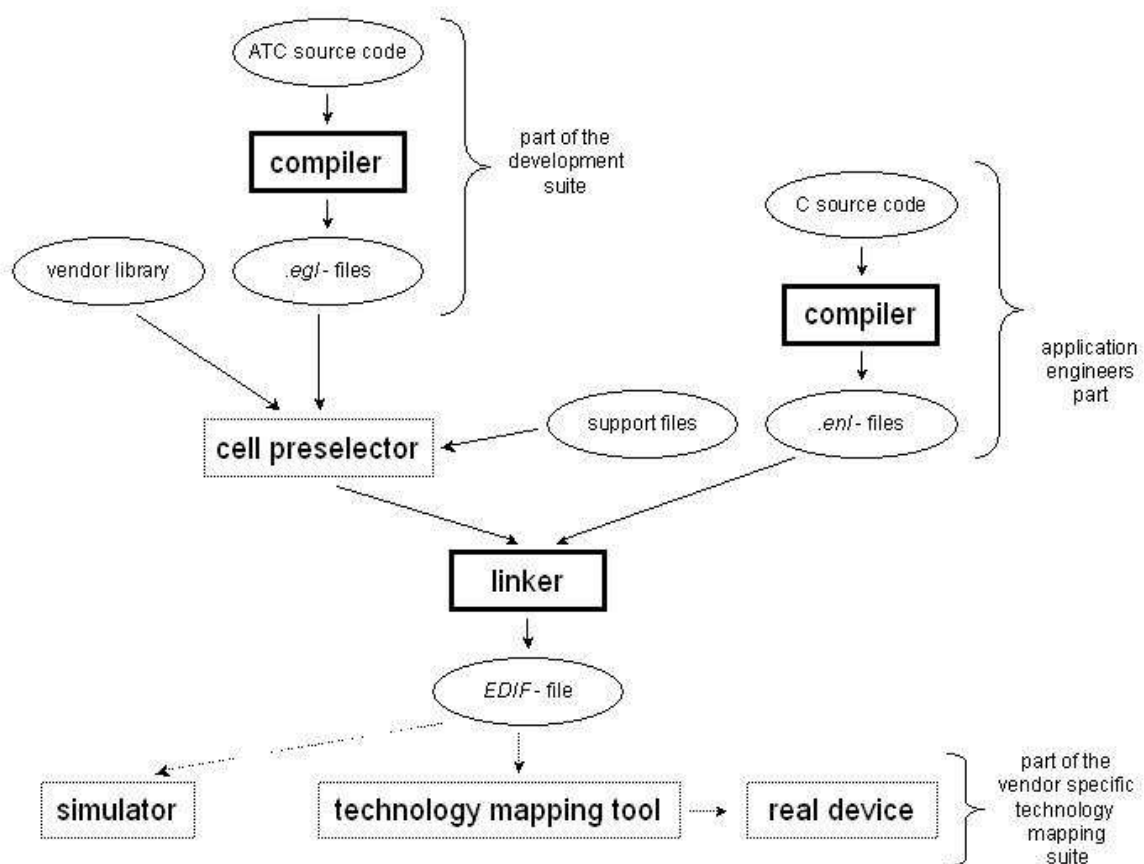 ATC source code
compiler
part of the
development
suite
C source code
vendor library
.egl - files
compiler
application
engineers
part
support files
.enl - files
cell preselector
linker
EDIF - file
simulator
technology mapping tool
real device
part of the
vendor specific
technology
mapping
suite